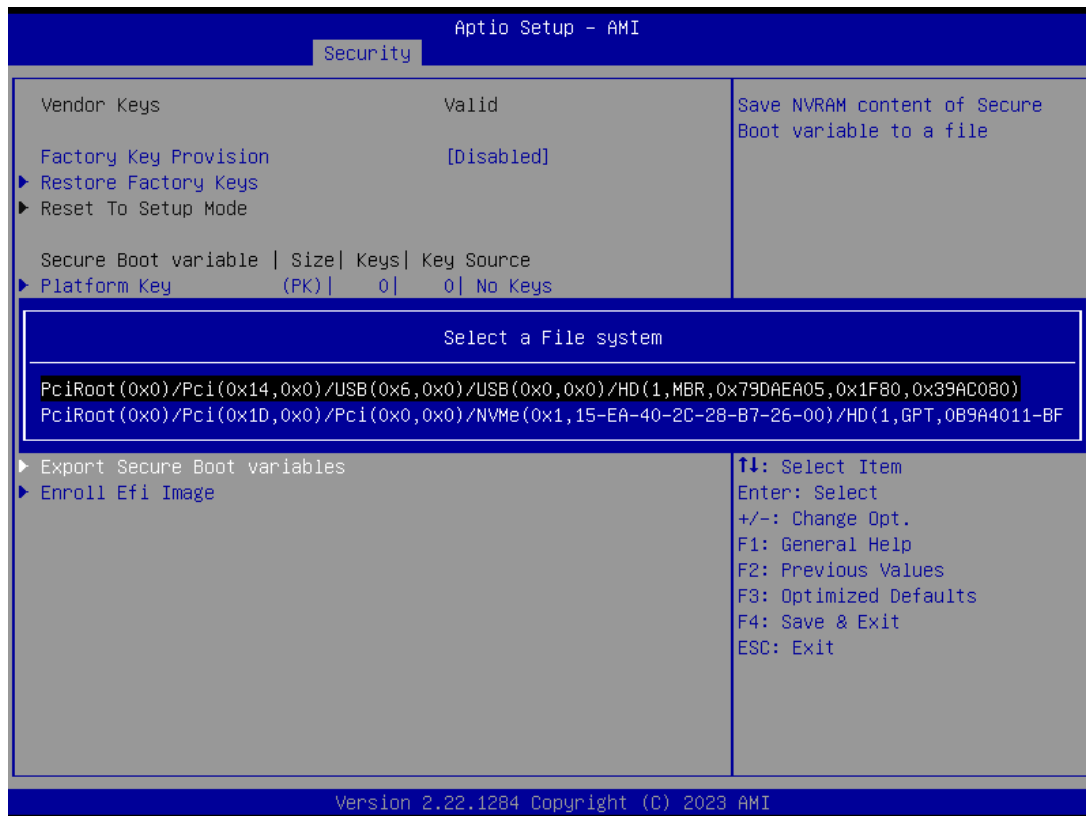 Aptio Setup - AMI
Security
Vendor Keys Valid
Factory Key Provision [Disabled]
▶ Restore Factory Keys
▶ Reset To Setup Mode
Secure Boot variable | Size| Keys| Key Source
▶ Platform Key (PK)| 0| 0| No Keys
Save NVRAM content of Secure
Boot variable to a file
Select a File system
PciRoot(0x0)/Pci(0x14,0x0)/USB(0x6,0x0)/USB(0x0,0x0)/HD(1,MBR,0x79DAEA05,0x1F80,0x39AC080)
PciRoot(0x0)/Pci(0x1D,0x0)/Pci(0x0,0x0)/NVMe(0x1,15-EA-40-2C-28-B7-26-00)/HD(1,GPT,0B9A4011-BF
▶ Export Secure Boot variables
▶ Enroll Efi Image
↑↓: Select Item
Enter: Select
+/-: Change Opt.
F1: General Help
F2: Previous Values
F3: Optimized Defaults
F4: Save & Exit
ESC: Exit
Version 2.22.1284 Copyright (C) 2023 AMI